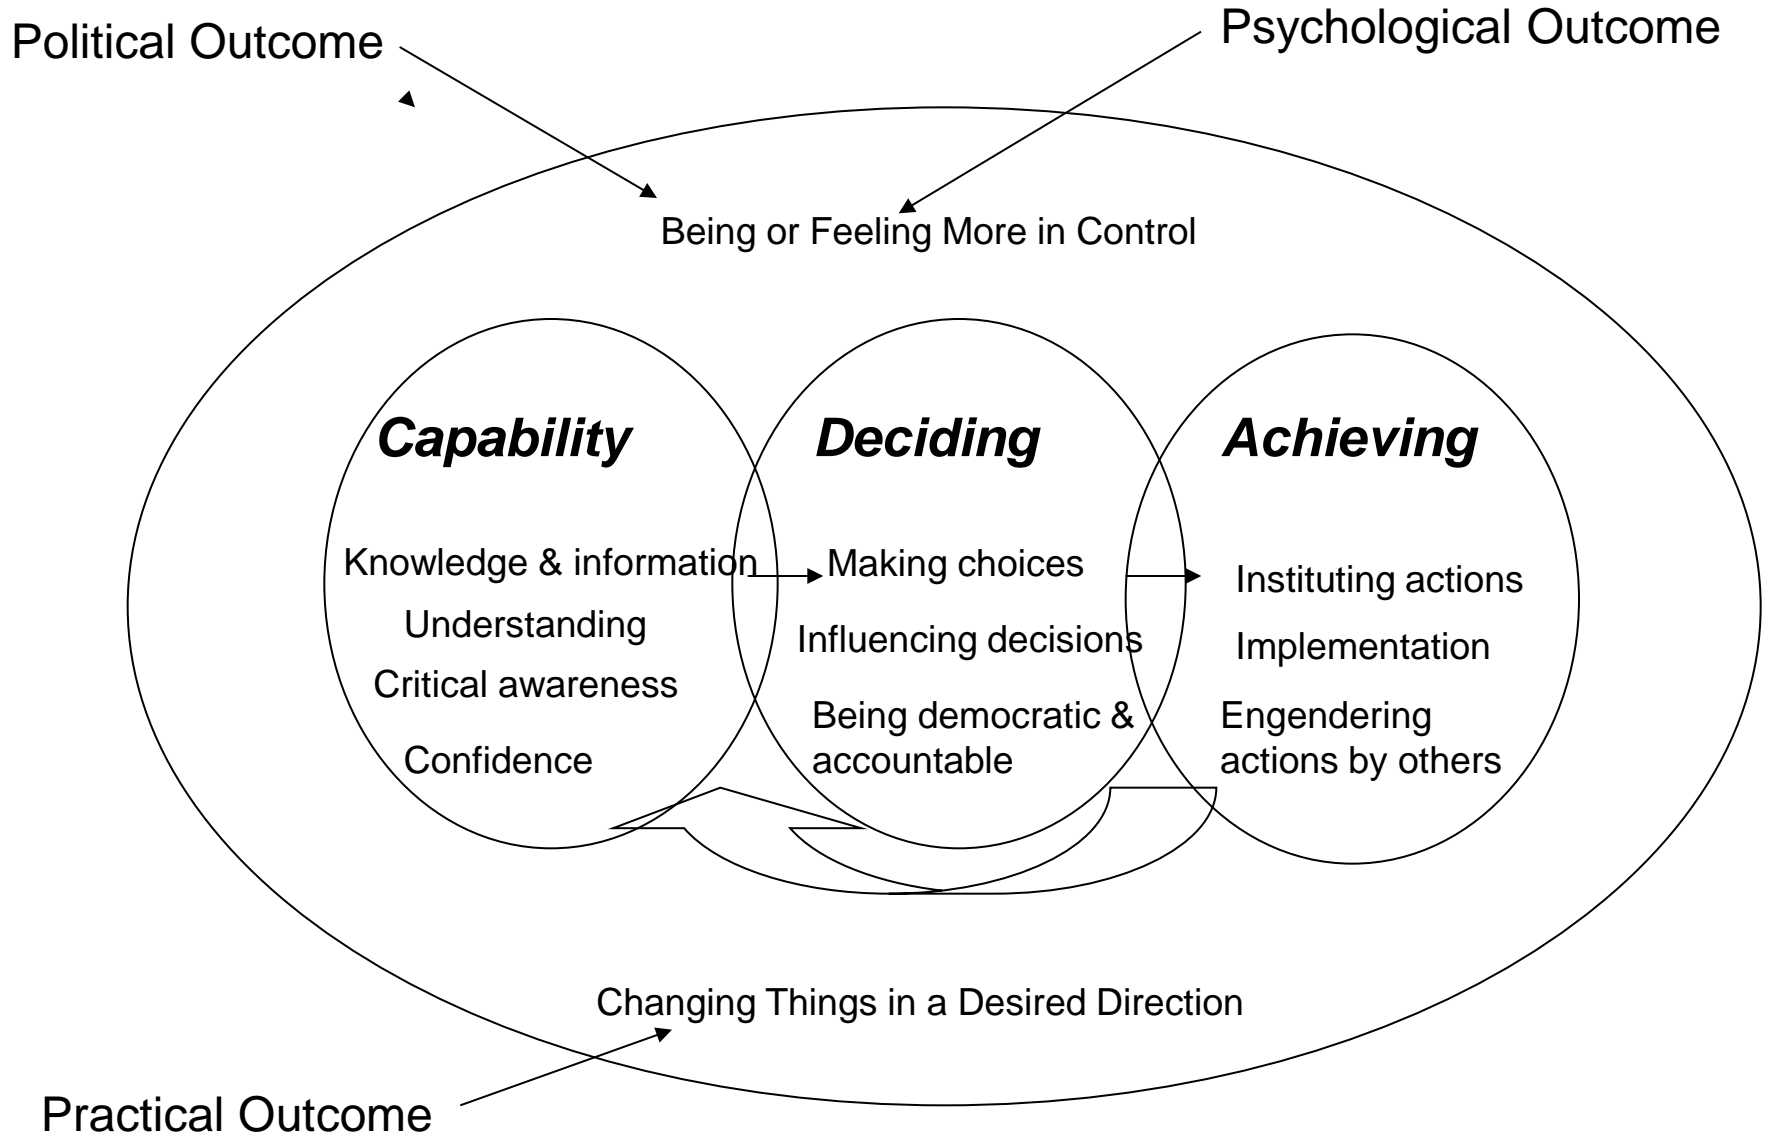 Political Outcome
Psychological Outcome
Being or Feeling More in Control
Capability
Knowledge & information
Understanding
Critical awareness
Confidence
Deciding
Making choices
Influencing decisions
Being democratic &
accountable
Achieving
Instituting actions
Implementation
Engendering
actions by others
Changing Things in a Desired Direction
Practical Outcome